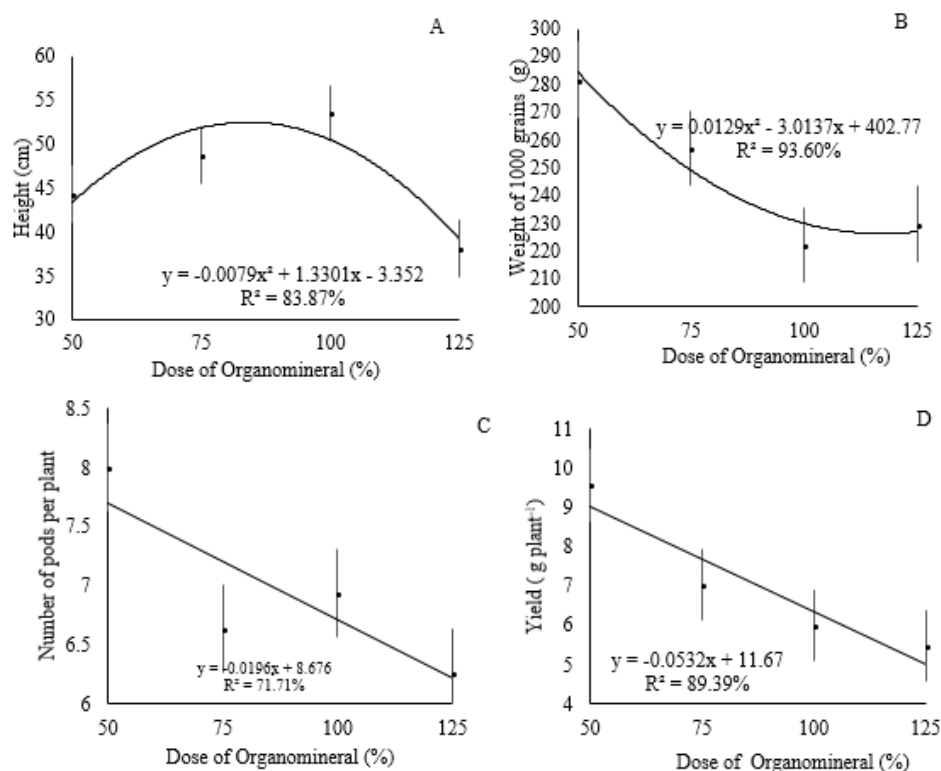 A
Height (cm)
60
55
50
45
40
35
30
y = -0.0079x² + 1.3301x - 3.352
R² = 83.87%
50 75 100 125
Dose of Organomineral (%)
B
Weight of 1000 grains (g)
300
290
280
270
260
250
240
230
220
210
200
y = 0.0129x² - 3.0137x + 402.77
R² = 93.60%
50 75 100 125
Dose of Organomineral (%)
C
Number of pods per plant
8.5
8
7.5
7
6.5
6
y = -0.0196x + 8.676
R² = 71.71%
50 75 100 125
Dose of Organomineral (%)
D
Yield ( g plant⁻¹)
11
10
9
8
7
6
5
4
y = -0.0532x + 11.67
R² = 89.39%
50 75 100 125
Dose of Organomineral (%)